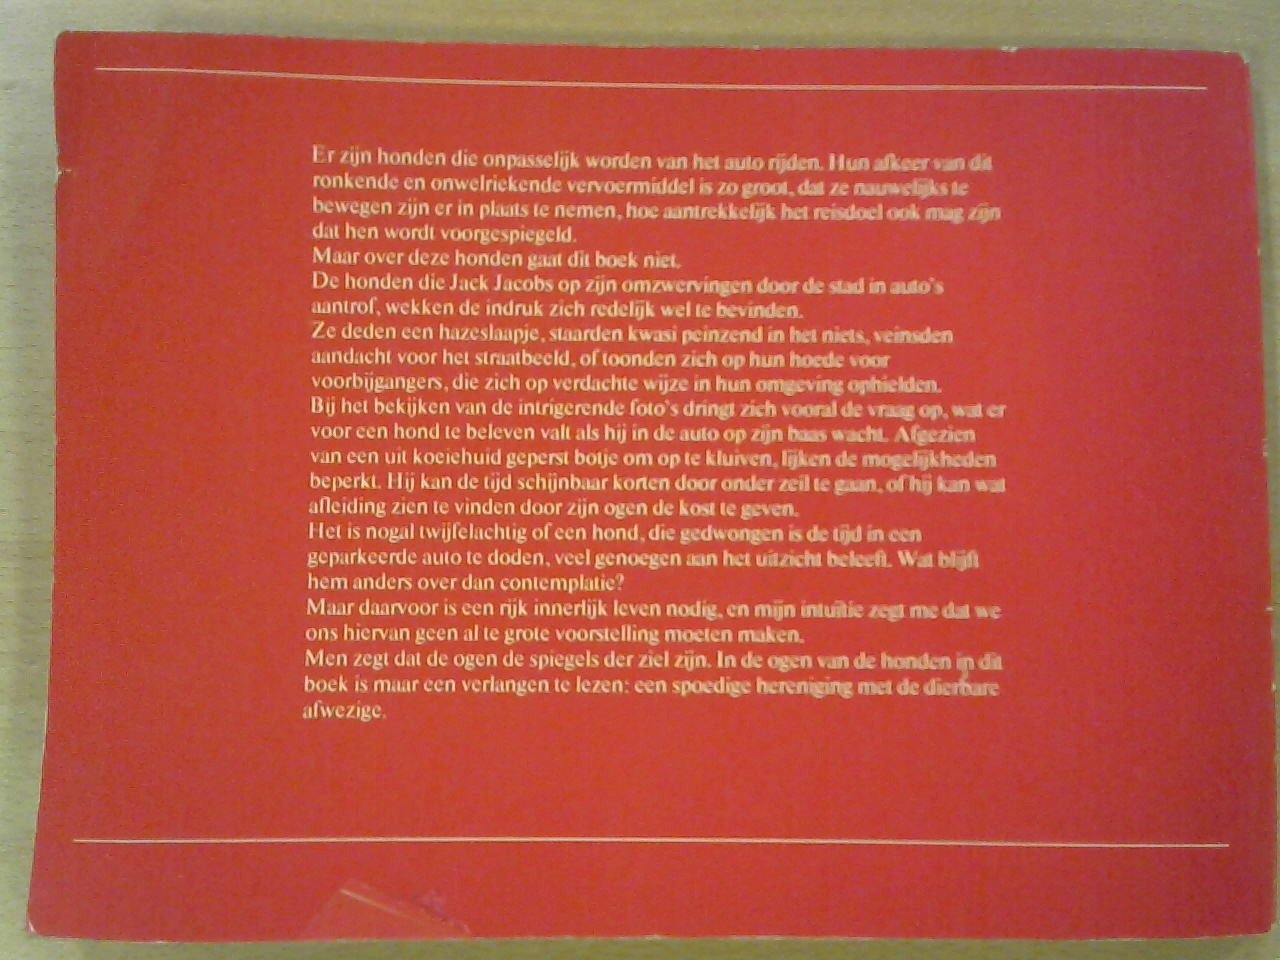 Er zijn honden die onpasselijk worden van het auto rijden. Hun afkeer van dit
ronkende en onwelriekende vervoermiddel is zo groot, dat ze nauwelijks te
bewegen zijn er in plaats te nemen, hoe aantrekkelijk het reisdoel ook mag zijn
dat hen wordt voorgespiegeld.
Maar over deze honden gaat dit boek niet.
De honden die Jack Jacobs op zijn omzwervingen door de stad in auto's
aantrof, wekken de indruk zich redelijk wel te bevinden.
Ze deden een hazeslaapje, staarden kwasi peinzend in het niets, veinsden
aandacht voor het straatbeeld, of toonden zich op hun hoede voor
voorbijgangers, die zich op verdachte wijze in hun omgeving ophielden.
Bij het bekijken van de intrigerende foto's dringt zich vooral de vraag op, wat er
voor een hond te beleven valt als hij in de auto op zijn baas wacht. Afgezien
van een uit koeiehuid geperst botje om op te kluiven, lijken de mogelijkheden
beperkt. Hij kan de tijd schijnbaar korten door onder zeil te gaan, of hij kan wat
afleiding zien te vinden door zijn ogen de kost te geven.
Het is nogal twijfelachtig of een hond, die gedwongen is de tijd in een
geparkeerde auto te doden, veel genoegen aan het uitzicht beleeft. Wat blijft
hem anders over dan contemplatie?
Maar daarvoor is een rijk innerlijk leven nodig, en mijn intuïtie zegt me dat we
ons hiervan geen al te grote voorstelling moeten maken.
Men zegt dat de ogen de spiegels der ziel zijn. In de ogen van de honden in dit
boek is maar een verlangen te lezen: een spoedige hereniging met de dierbare
afwezige.